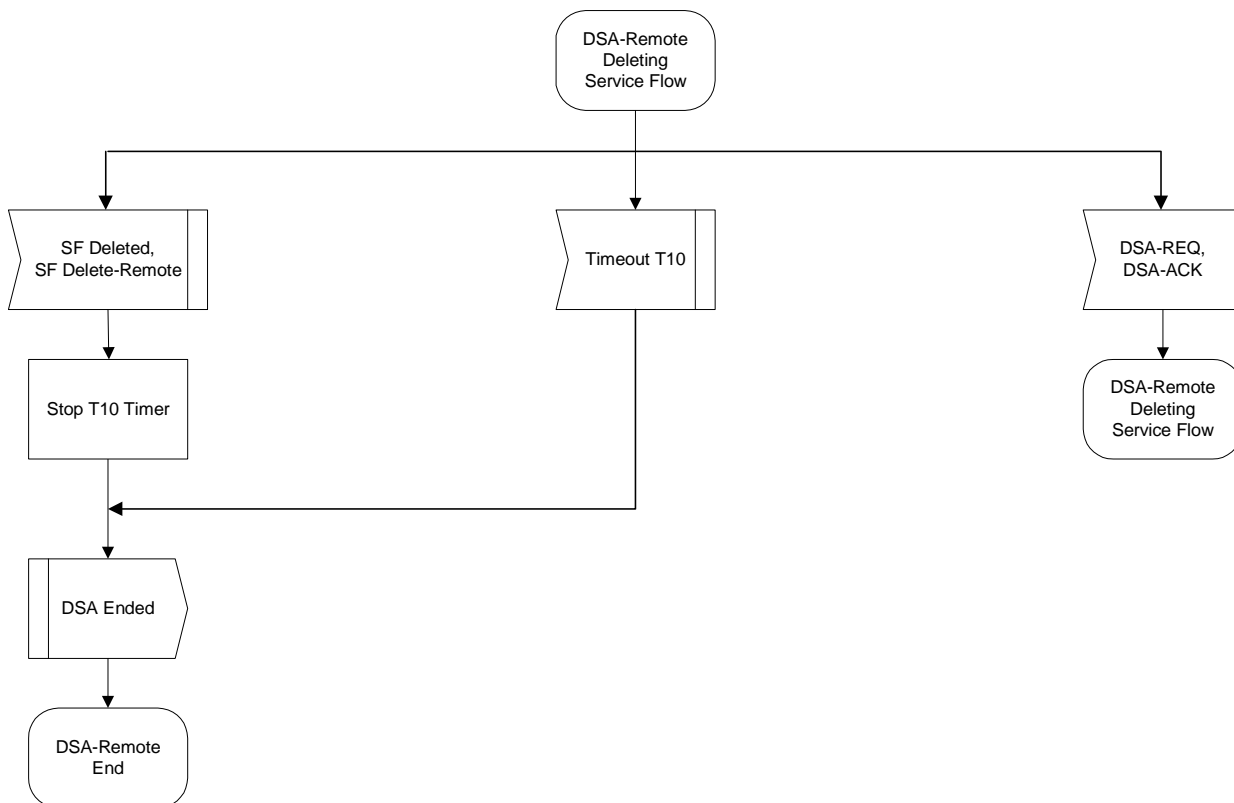 DSA-Remote
Deleting
Service Flow
SF Deleted,
SF Delete-Remote
Timeout T10
DSA-REQ,
DSA-ACK
Stop T10 Timer
DSA-Remote
Deleting
Service Flow
DSA Ended
DSA-Remote
End